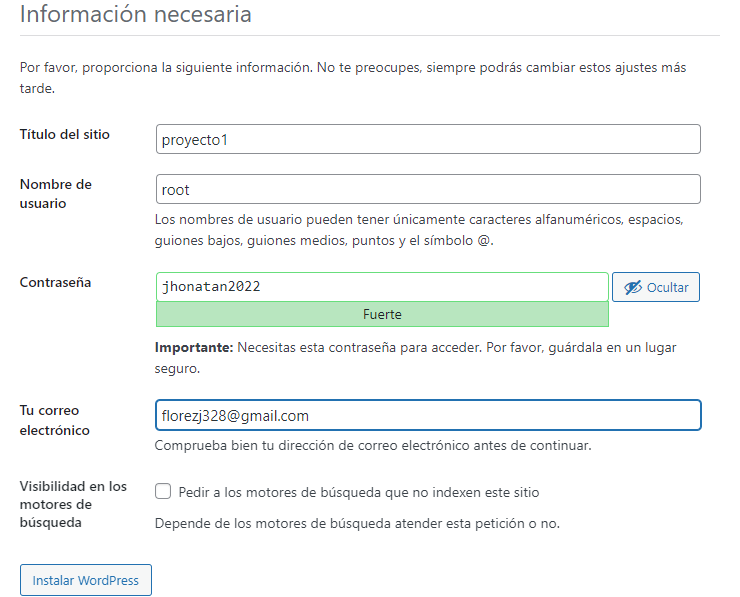 Información necesaria
Por favor, proporciona la siguiente información. No te preocupes, siempre podrás cambiar estos ajustes más
tarde.
Título del sitio
proyecto1
Nombre de
usuario
root
Los nombres de usuario pueden tener únicamente caracteres alfanuméricos, espacios,
guiones bajos, guiones medios, puntos y el símbolo @.
Contraseña
jhonatan2022
Ocultar
Fuerte
Importante: Necesitas esta contraseña para acceder. Por favor, guárdala en un lugar
seguro.
Tu correo
electrónico
florezj328@gmail.com
Comprueba bien tu dirección de correo electrónico antes de continuar.
Visibilidad en los
motores de
búsqueda
Pedir a los motores de búsqueda que no indexen este sitio
Depende de los motores de búsqueda atender esta petición o no.
Instalar WordPress